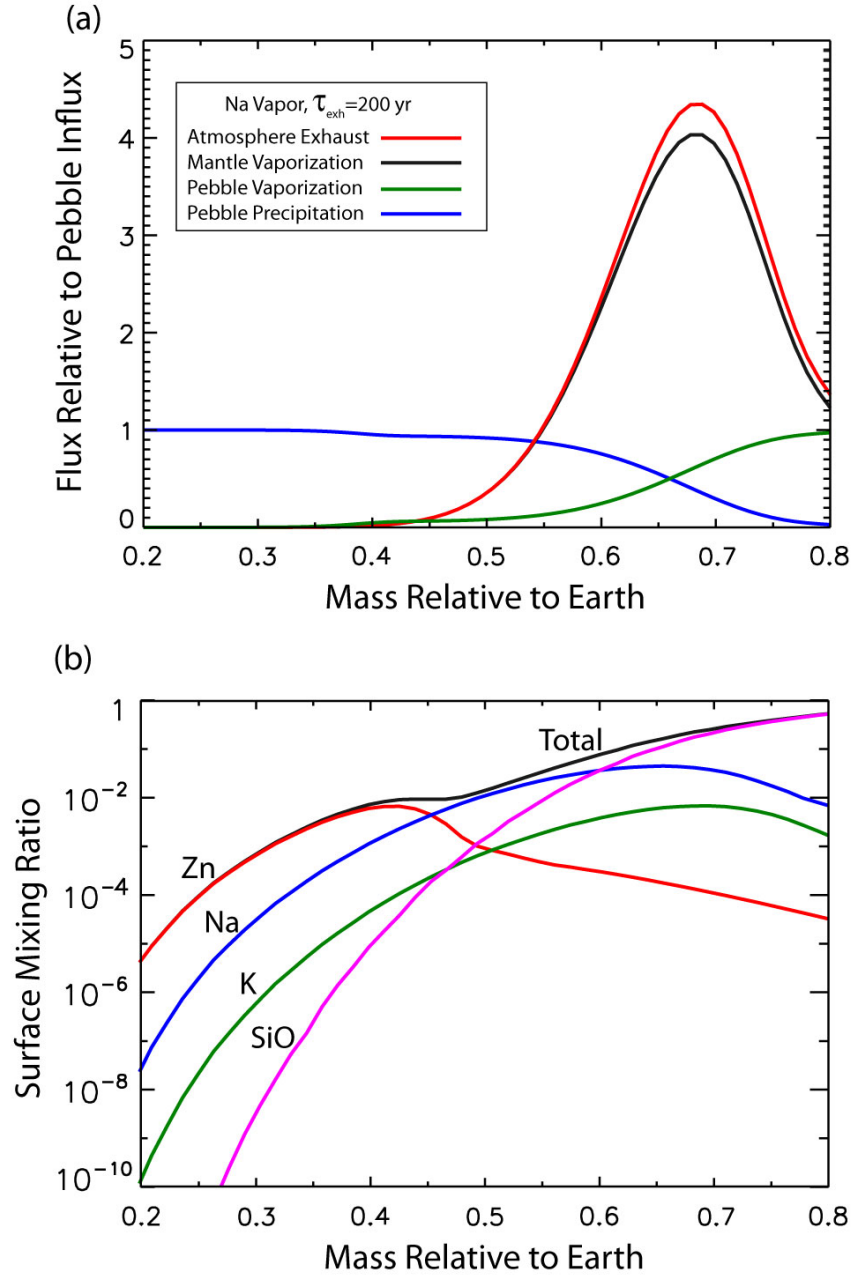 (a)
5
4
3
2
1
0
Flux Relative to Pebble Influx
Na Vapor, τexh=200 yr
Atmosphere Exhaust
Mantle Vaporization
Pebble Vaporization
Pebble Precipitation
0.2 0.3 0.4 0.5 0.6 0.7 0.8
Mass Relative to Earth
(b)
1
10−2
10−4
10−6
10−8
10−10
Surface Mixing Ratio
Total
Zn
Na
K
SiO
0.2 0.3 0.4 0.5 0.6 0.7 0.8
Mass Relative to Earth